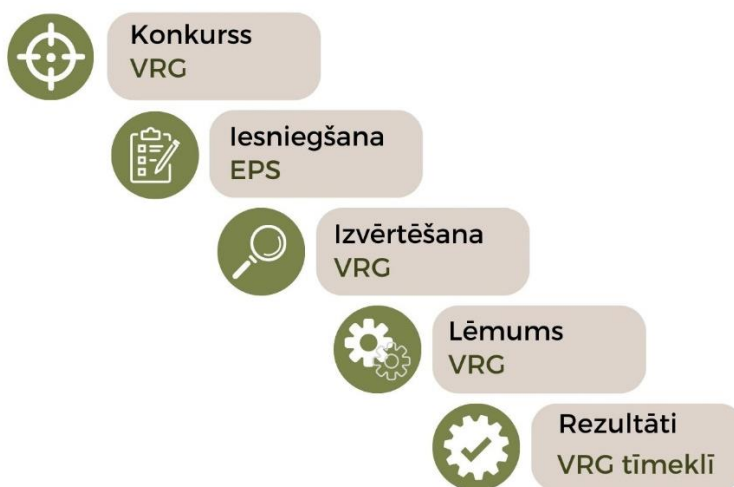 Konkurss
VRG
Iesniegšana
EPS
Izvērtēšana
VRG
Lēmums
VRG
Rezultāti
VRG tīmeklī